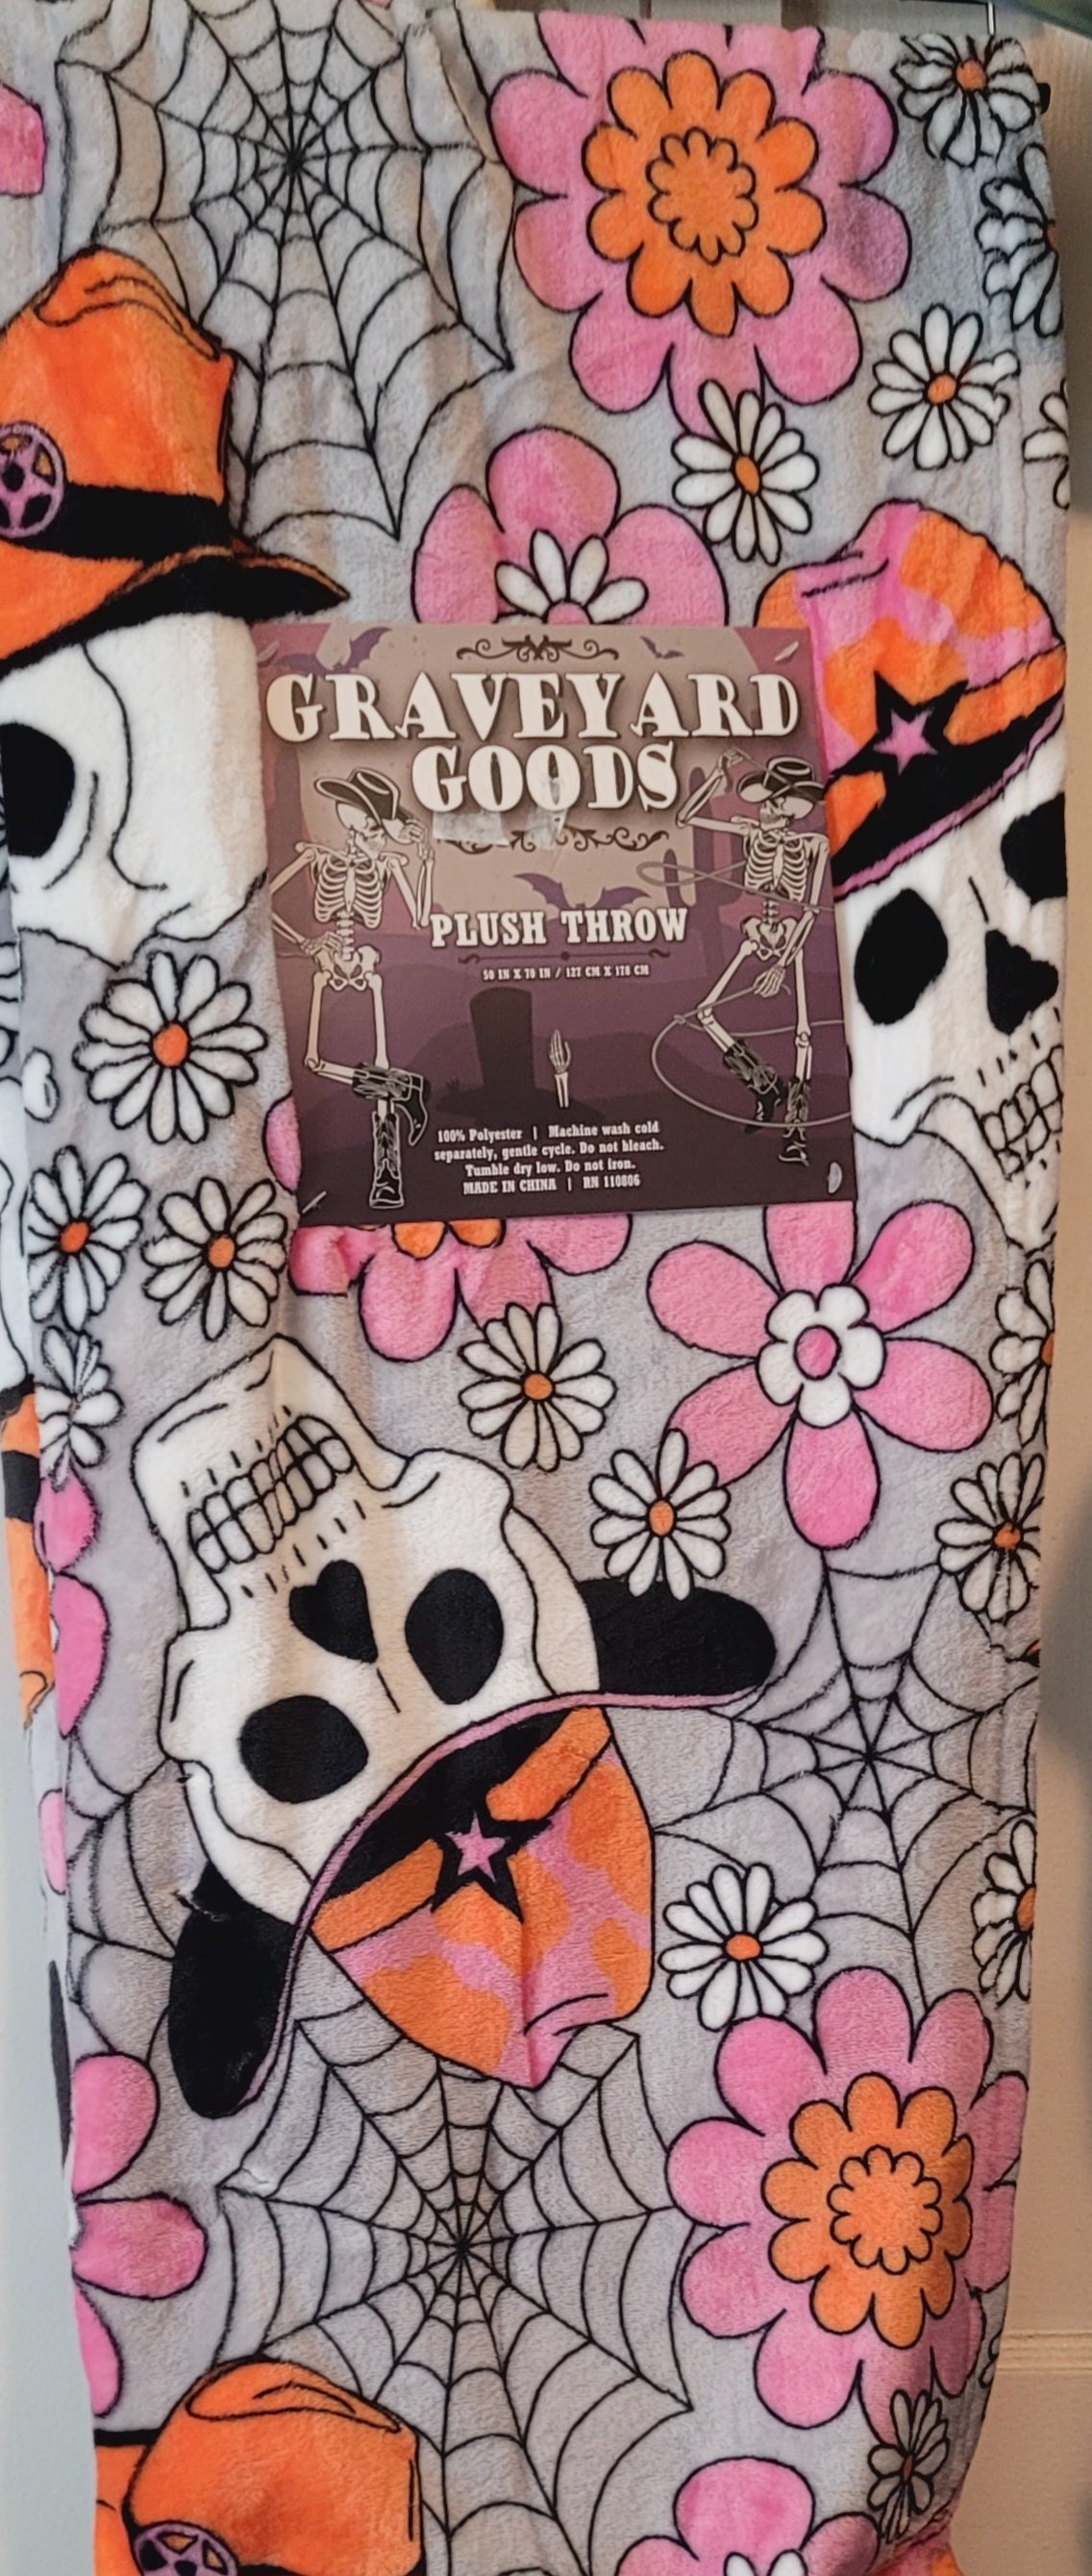 GRAVEYARD
GOODS
PLUSH THROW
50 IN X 70 IN / 127 CM X 178 CM
100% Polyester | Machine wash cold
separately, gentle cycle. Do not bleach.
Tumble dry low. Do not iron.
MADE IN CHINA | RN 110806